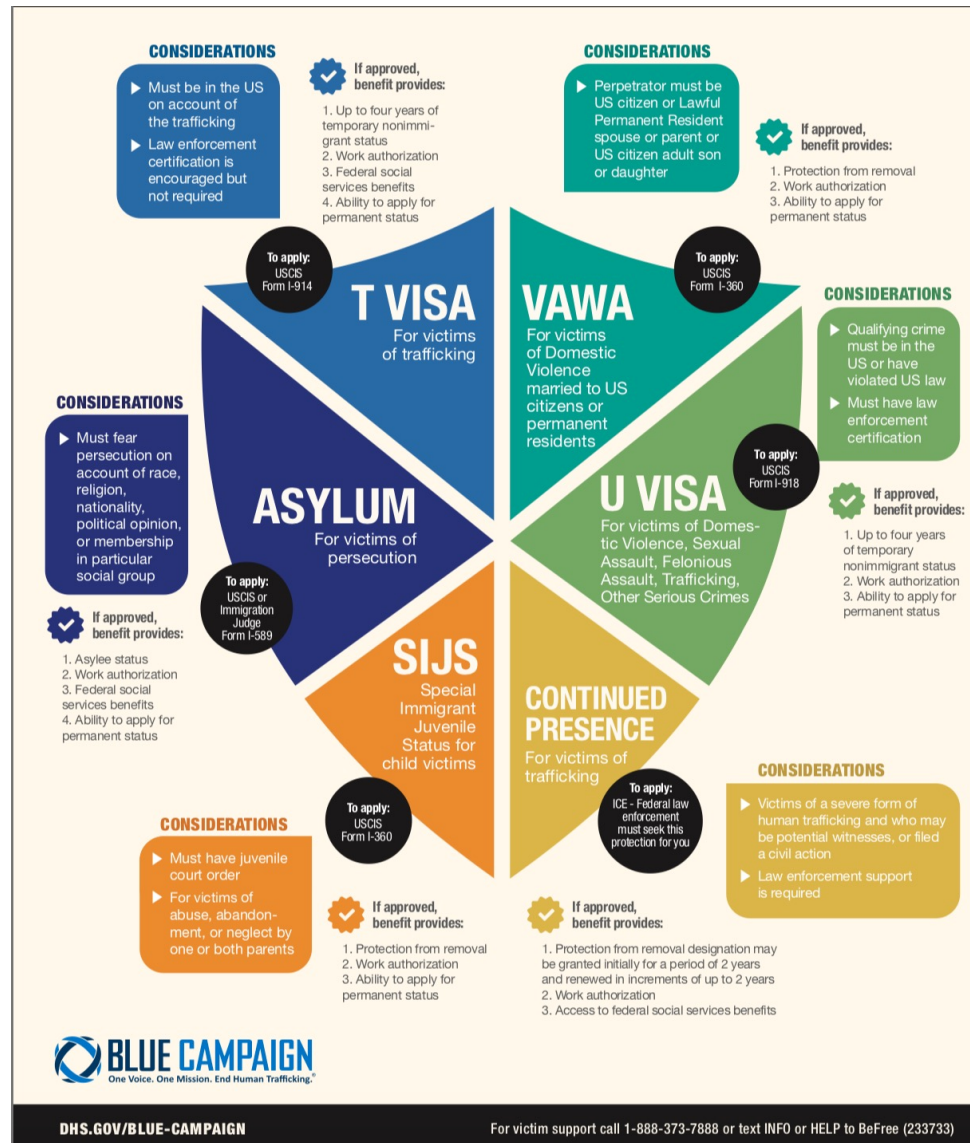 CONSIDERATIONS
Must be in the US
on account of
the trafficking
Law enforcement
certification is
encouraged but
not required
If approved,
benefit provides:
1. Up to four years of
temporary nonimmi-
grant status
2. Work authorization
3. Federal social
services benefits
4. Ability to apply for
permanent status
To apply:
USCIS
Form I-914
T VISA
For victims
of trafficking
CONSIDERATIONS
Perpetrator must be
US citizen or Lawful
Permanent Resident
spouse or parent or
US citizen adult son
or daughter
If approved,
benefit provides:
1. Protection from removal
2. Work authorization
3. Ability to apply for
permanent status
To apply:
USCIS
Form I-360
VAWA
For victims
of Domestic
Violence
married to US
citizens or
permanent
residents
CONSIDERATIONS
Qualifying crime
must be in the
US or have
violated US law
Must have law
enforcement
certification
To apply:
USCIS
Form I-918
U VISA
For victims of Domes-
tic Violence, Sexual
Assault, Felonious
Assault, Trafficking,
Other Serious Crimes
If approved,
benefit provides:
1. Up to four years
of temporary
nonimmigrant status
2. Work authorization
3. Ability to apply for
permanent status
CONSIDERATIONS
Must fear
persecution on
account of race,
religion,
nationality,
political opinion,
or membership
in particular
social group
ASYLUM
For victims of
persecution
To apply:
USCIS or
Immigration
Judge
Form I-589
If approved,
benefit provides:
1. Asylee status
2. Work authorization
3. Federal social
services benefits
4. Ability to apply for
permanent status
SIJS
Special
Immigrant
Juvenile
Status for
child victims
To apply:
USCIS
Form I-360
CONSIDERATIONS
Must have juvenile
court order
For victims of
abuse, abandon-
ment, or neglect by
one or both parents
If approved,
benefit provides:
1. Protection from removal
2. Work authorization
3. Ability to apply for
permanent status
CONTINUED
PRESENCE
For victims of
trafficking
To apply:
ICE - Federal law
enforcement
must seek this
protection for you
CONSIDERATIONS
Victims of a severe form of
human trafficking and who may
be potential witnesses, or filed
a civil action
Law enforcement support
is required
If approved,
benefit provides:
1. Protection from removal designation may
be granted initially for a period of 2 years
and renewed in increments of up to 2 years
2. Work authorization
3. Access to federal social services benefits
BLUE CAMPAIGN
One Voice. One Mission. End Human Trafficking.®
DHS.GOV/BLUE-CAMPAIGN
For victim support call 1-888-373-7888 or text INFO or HELP to BeFree (233733)